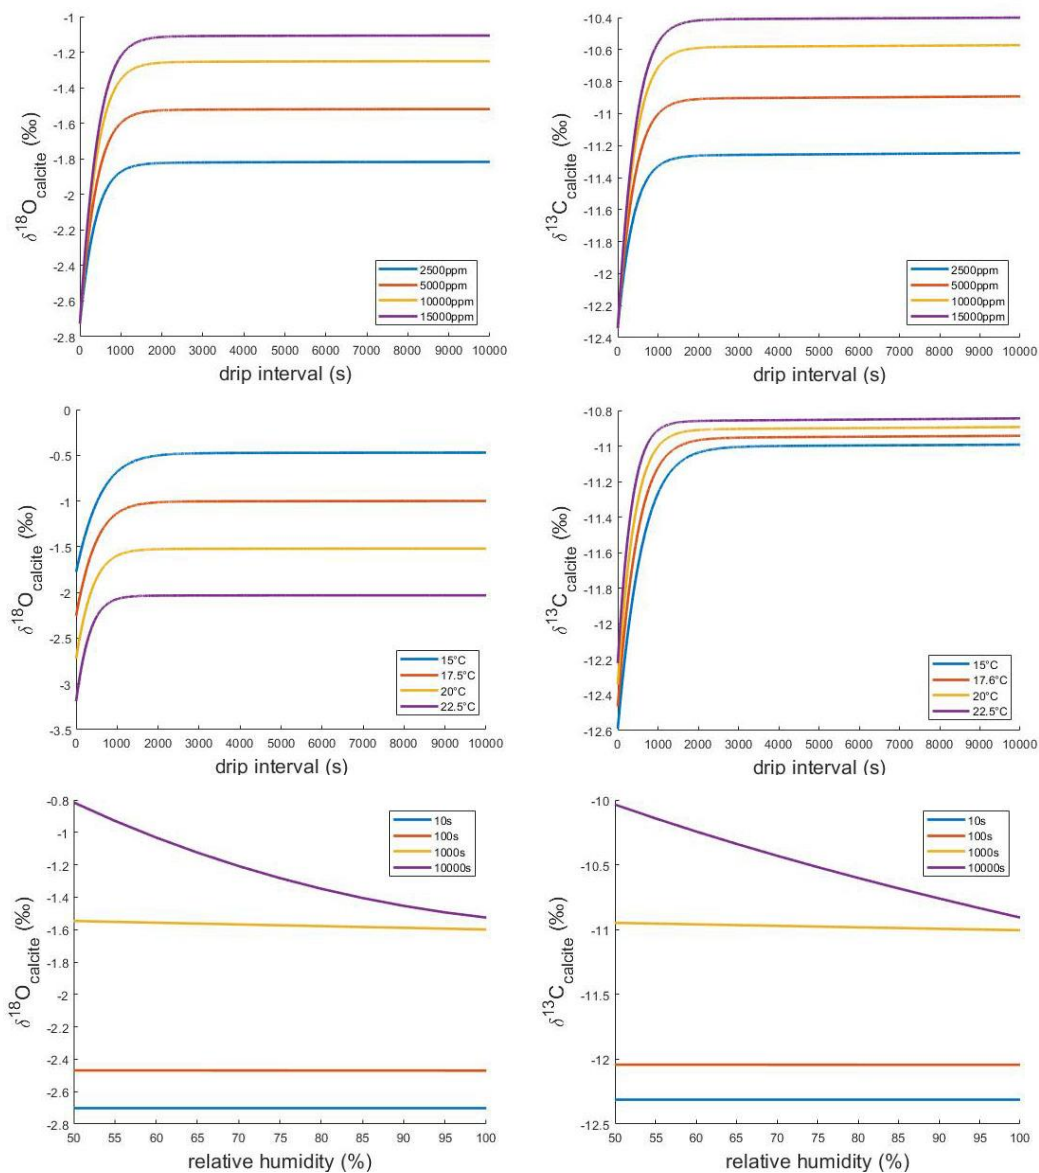 -1
-1.2
-1.4
-1.6
-1.8
-2
-2.2
-2.4
-2.6
-2.8
δ18Ocalcite (‰)
2500ppm
5000ppm
10000ppm
15000ppm
0 1000 2000 3000 4000 5000 6000 7000 8000 9000 10000
drip interval (s)
-10.4
-10.6
-10.8
-11
-11.2
-11.4
-11.6
-11.8
-12
-12.2
-12.4
δ13Ccalcite (‰)
2500ppm
5000ppm
10000ppm
15000ppm
0 1000 2000 3000 4000 5000 6000 7000 8000 9000 10000
drip interval (s)
0
-0.5
-1
-1.5
-2
-2.5
-3
-3.5
δ18Ocalcite (‰)
15°C
17.5°C
20°C
22.5°C
0 1000 2000 3000 4000 5000 6000 7000 8000 9000 10000
drip interval (s)
-10.8
-11
-11.2
-11.4
-11.6
-11.8
-12
-12.2
-12.4
-12.6
δ13Ccalcite (‰)
15°C
17.6°C
20°C
22.5°C
0 1000 2000 3000 4000 5000 6000 7000 8000 9000 10000
drip interval (s)
-0.8
-1
-1.2
-1.4
-1.6
-1.8
-2
-2.2
-2.4
-2.6
-2.8
δ18Ocalcite (‰)
10s
100s
1000s
10000s
50 55 60 65 70 75 80 85 90 95 100
relative humidity (%)
-10
-10.5
-11
-11.5
-12
-12.5
δ13Ccalcite (‰)
10s
100s
1000s
10000s
50 55 60 65 70 75 80 85 90 95 100
relative humidity (%)